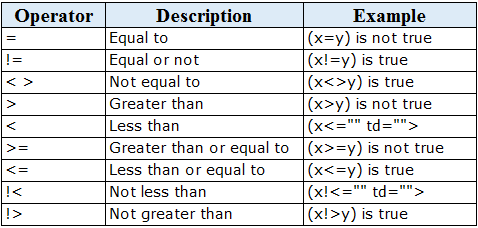 Operator Description Example
= Equal to (x=y) is not true
!= Equal or not (x!=y) is true
< > Not equal to (x<>y) is true
> Greater than (x>y) is not true
< Less than (x<="" td="">
>= Greater than or equal to (x>=y) is not true
<= Less than or equal to (x<=y) is true
!< Not less than (x!<="" td="">
!> Not greater than (x!>y) is true